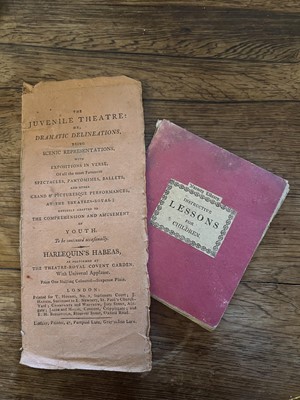 THE
JUVENILE THEATRE:
OR,
DRAMATIC DELINEATIONS,
BEING
SCENIC REPRESENTATIONS,
WITH
EXPOSITIONS IN VERSE,
OF ALL THE MOST FAVOURITE
SPECTACLES, PANTOMIMES, BALLETS,
AND OTHER
GRAND & PICTURESQUE PERFORMANCES,
AT THE THEATRES-ROYAL;
ADAPTED TO
THE COMPREHENSION AND AMUSEMENT
OF
YOUTH.
To be continued occasionally.
HARLEQUIN'S HABEAS,
AS PERFORMED AT
THE THEATRE-ROYAL COVENT GARDEN,
With Universal Applause.
LONDON:
Printed for T.
INSTRUCTIVE
LESSONS
FOR
CHILDREN.